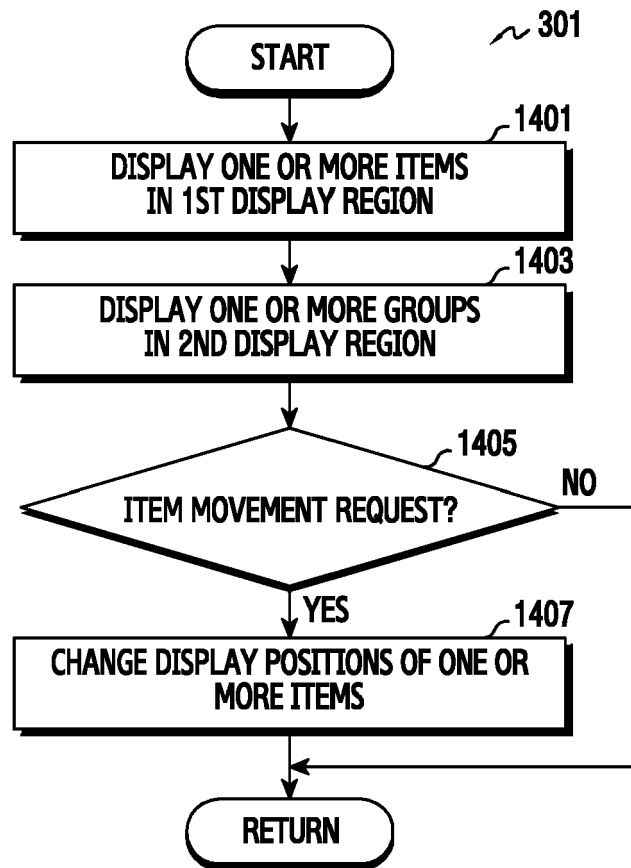 301
START
1401
DISPLAY ONE OR MORE ITEMS
IN 1ST DISPLAY REGION
1403
DISPLAY ONE OR MORE GROUPS
IN 2ND DISPLAY REGION
1405
ITEM MOVEMENT REQUEST?
NO
YES
1407
CHANGE DISPLAY POSITIONS OF ONE OR
MORE ITEMS
RETURN